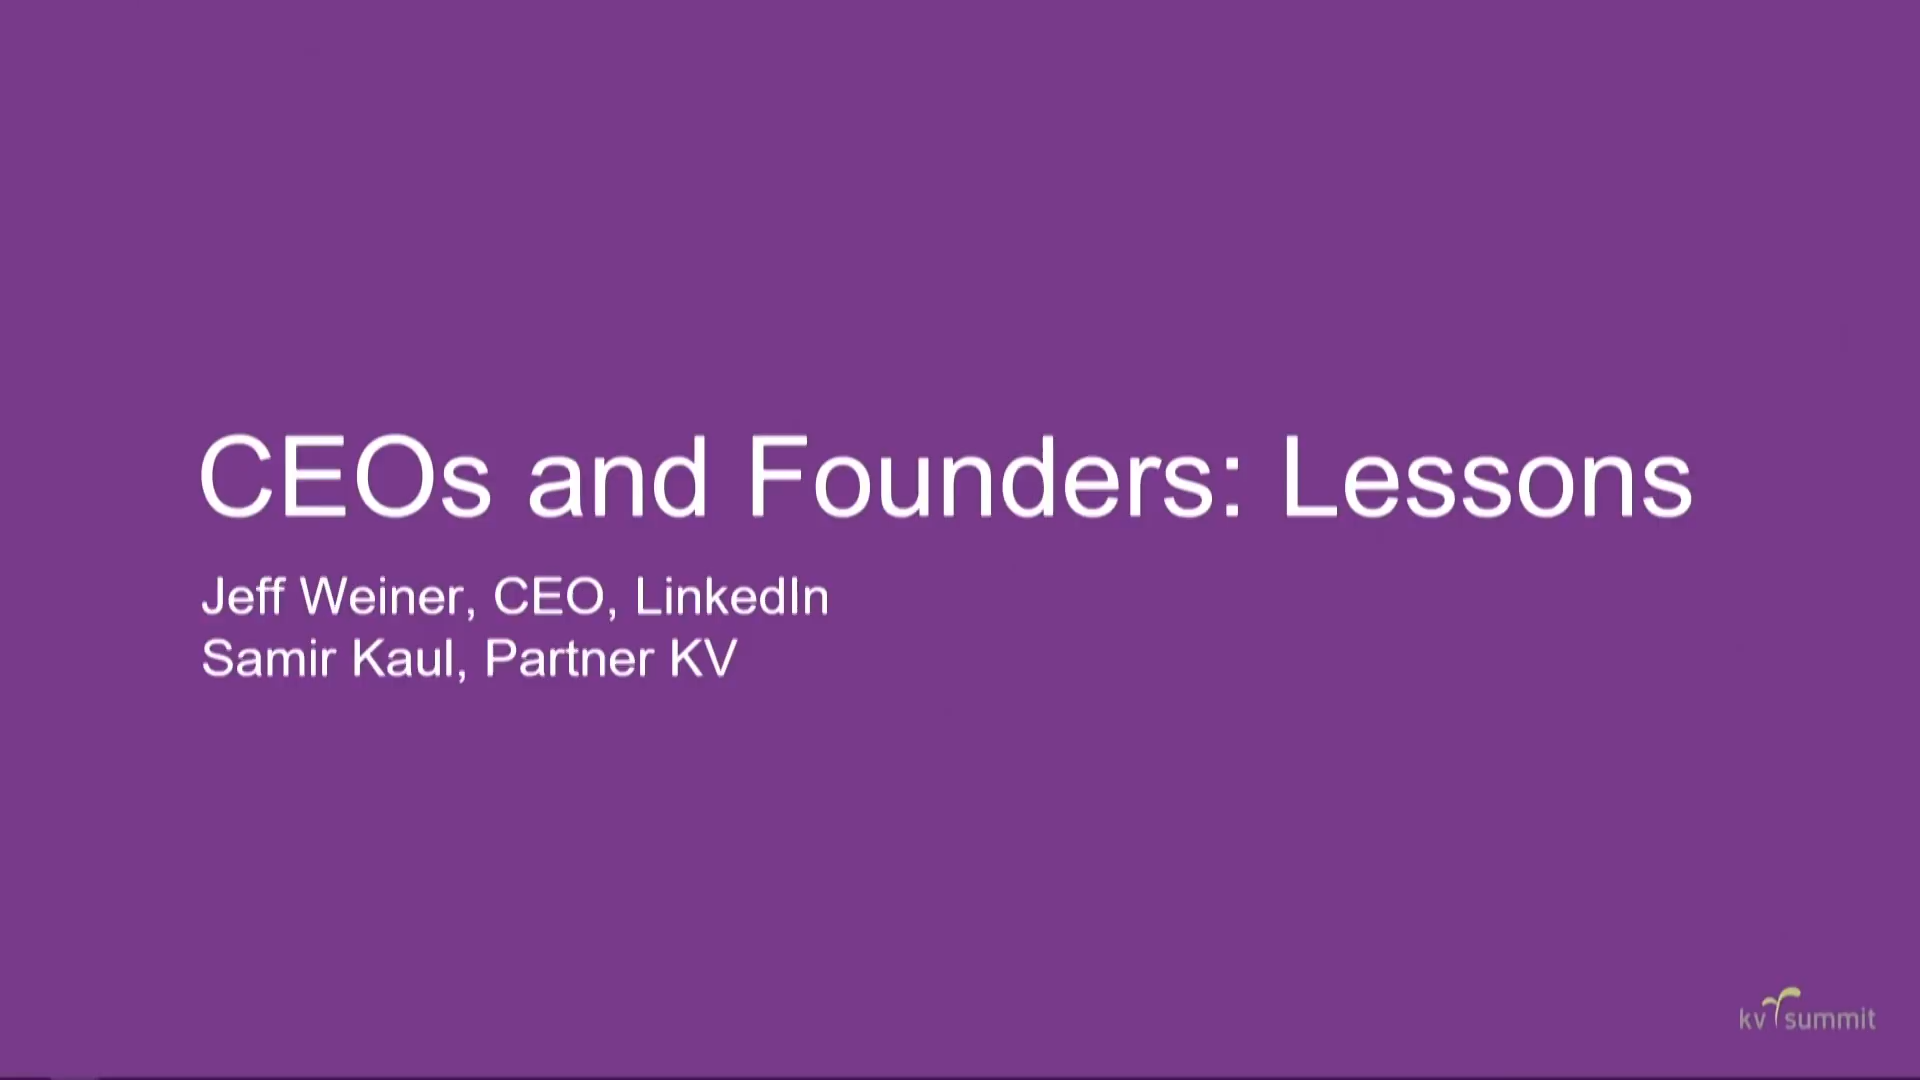 CEOs and Founders: Lessons
Jeff Weiner, CEO, LinkedIn
Samir Kaul, Partner KV
kv summit